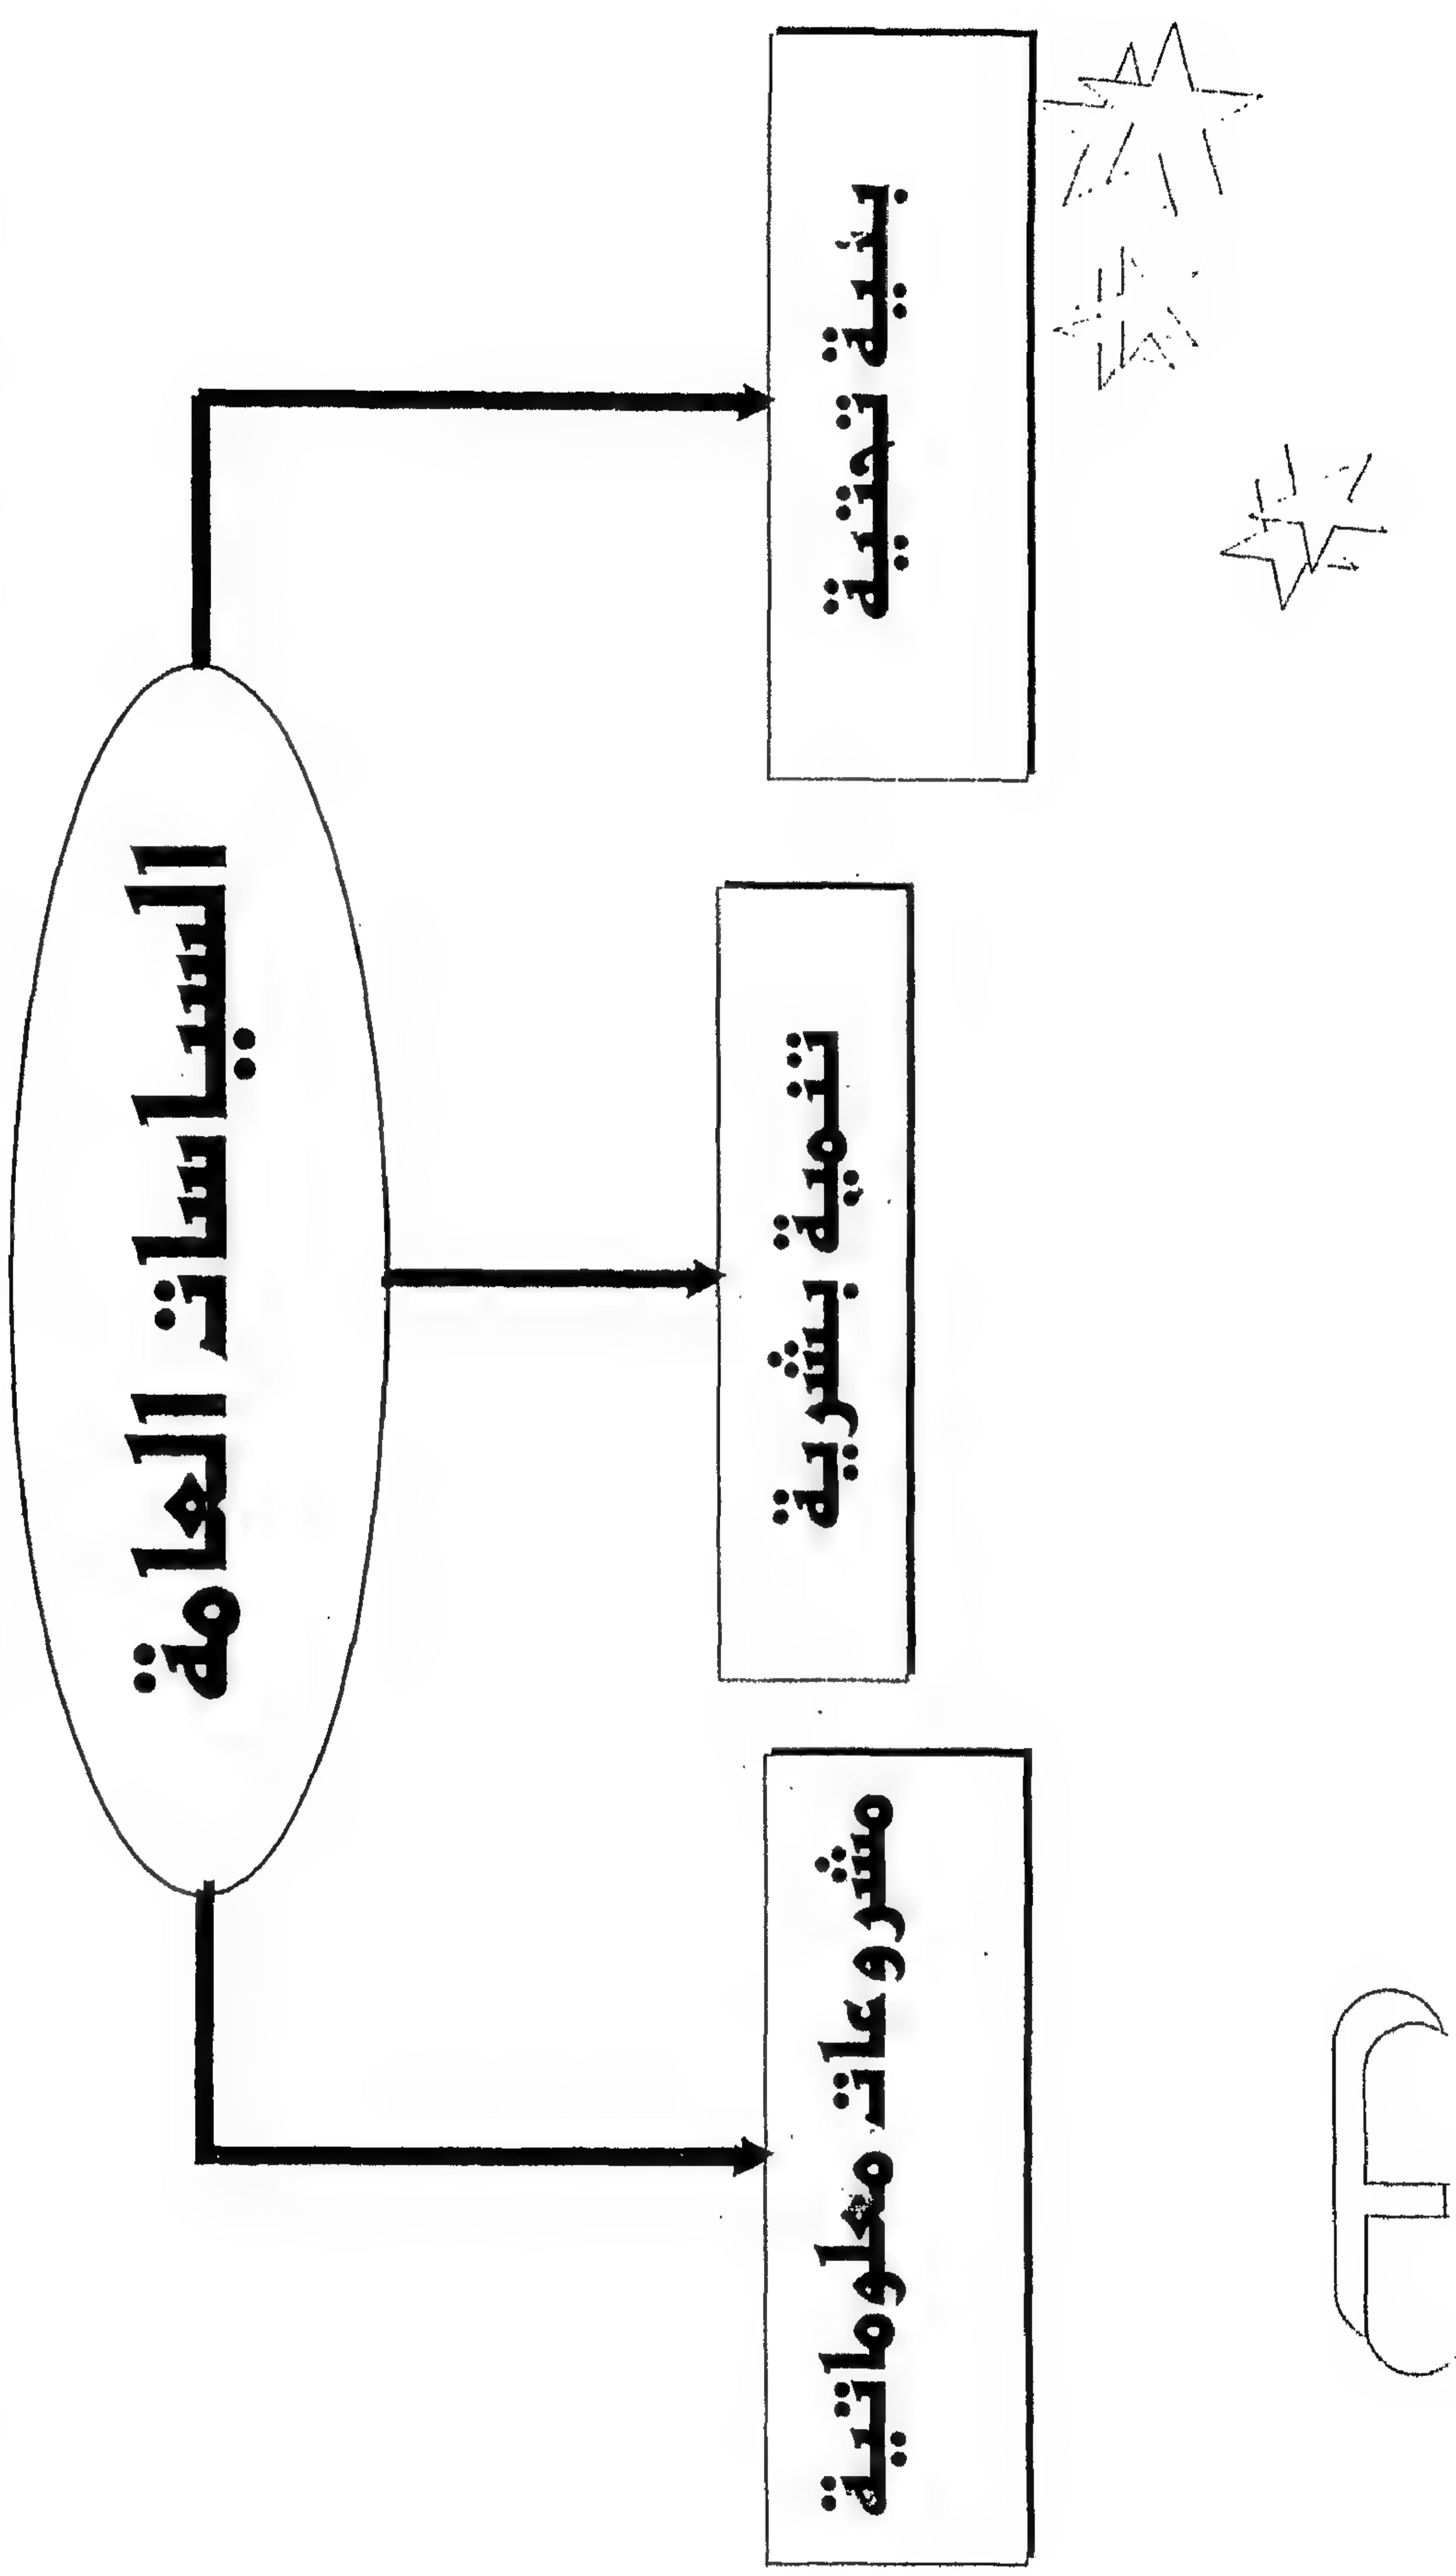 السياسات العامة
بنية تحتية
تنمية بشرية
مشروعات معلوماتية